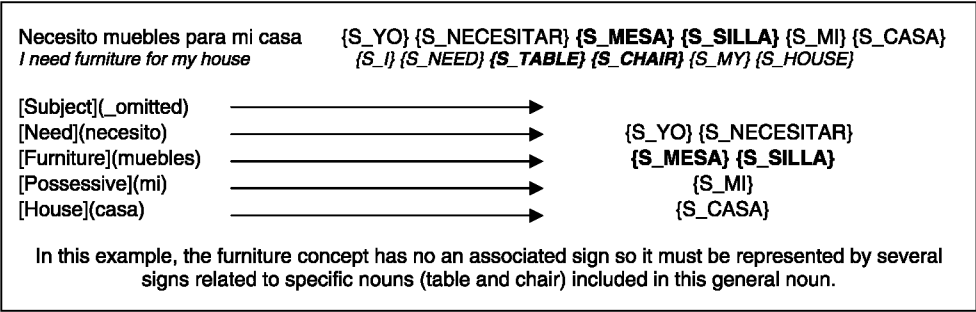 Necesito muebles para mi casa {S_YO} {S_NECESITAR} {S_MESA} {S_SILLA} {S_MI} {S_CASA}
I need furniture for my house {S_I} {S_NEED} {S_TABLE} {S_CHAIR} {S_MY} {S_HOUSE}
[Subject](_omitted)
[Need](necesito) {S_YO} {S_NECESITAR}
[Furniture](muebles) {S_MESA} {S_SILLA}
[Possessive](mi) {S_MI}
[House](casa) {S_CASA}
In this example, the furniture concept has no an associated sign so it must be represented by several
signs related to specific nouns (table and chair) included in this general noun.